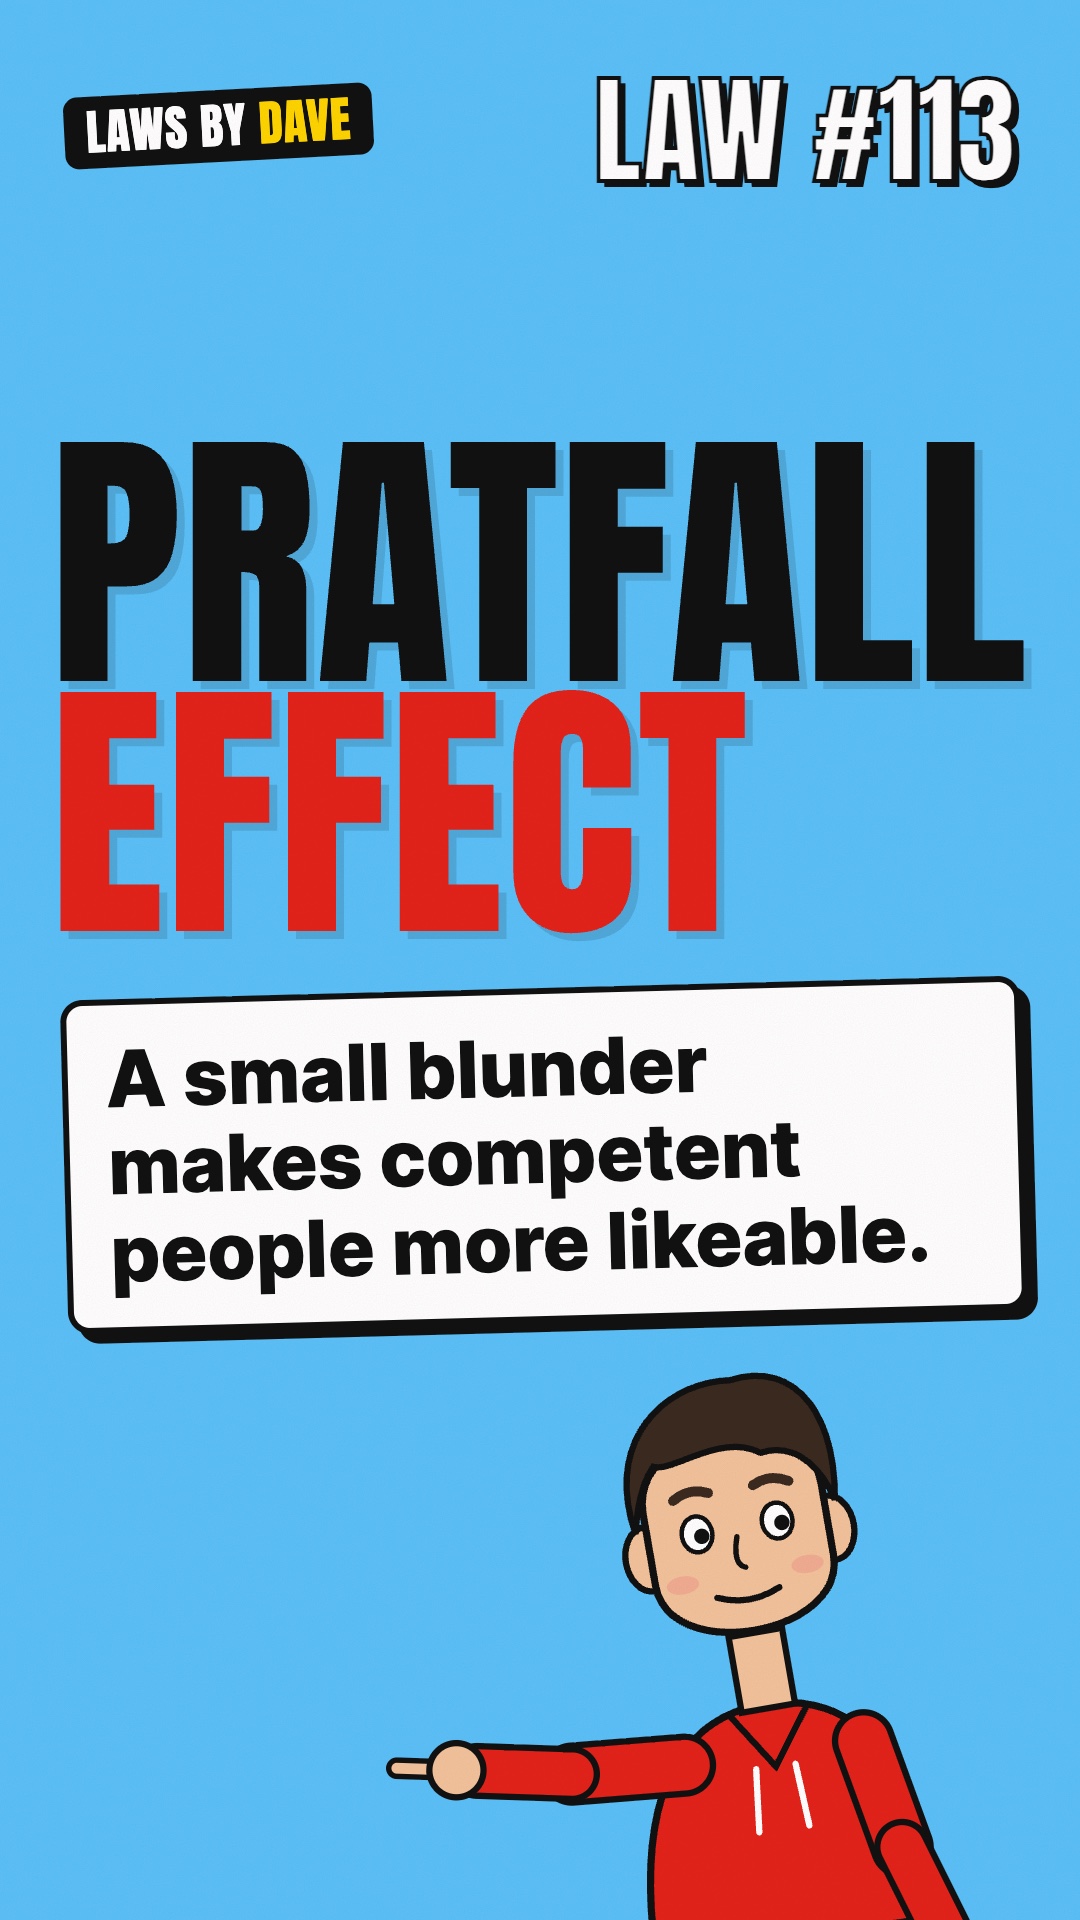 LAWS BY DAVE
LAW #113
PRATFALL
EFFECT
A small blunder
makes competent
people more likeable.